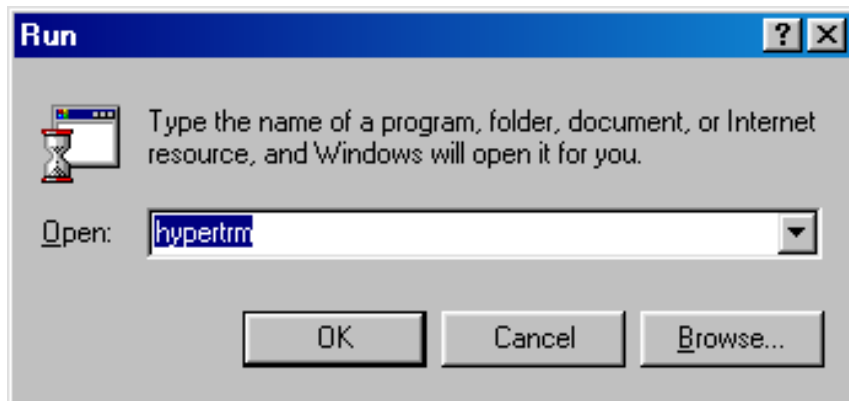 Run
Type the name of a program, folder, document, or Internet
resource, and Windows will open it for you.
Open: hypertrm
OK Cancel Browse...